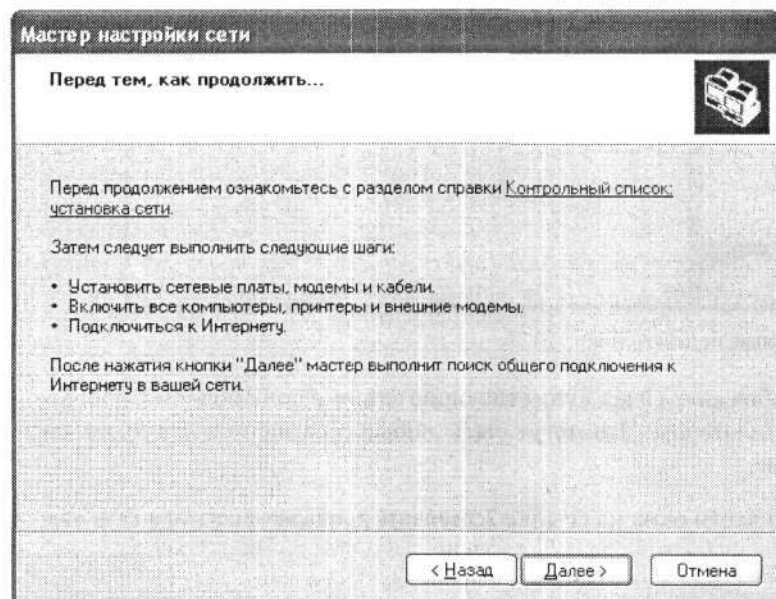 Мастер настройки сети
Перед тем, как продолжить...
Перед продолжением ознакомьтесь с разделом справки Контрольный список:
установка сети.
Затем следует выполнить следующие шаги:
• Установить сетевые платы, модемы и кабели.
• Включить все компьютеры, принтеры и внешние модемы.
• Подключиться к Интернету.
После нажатия кнопки "Далее" мастер выполнит поиск общего подключения к
Интернету в вашей сети.
< Назад Далее > Отмена